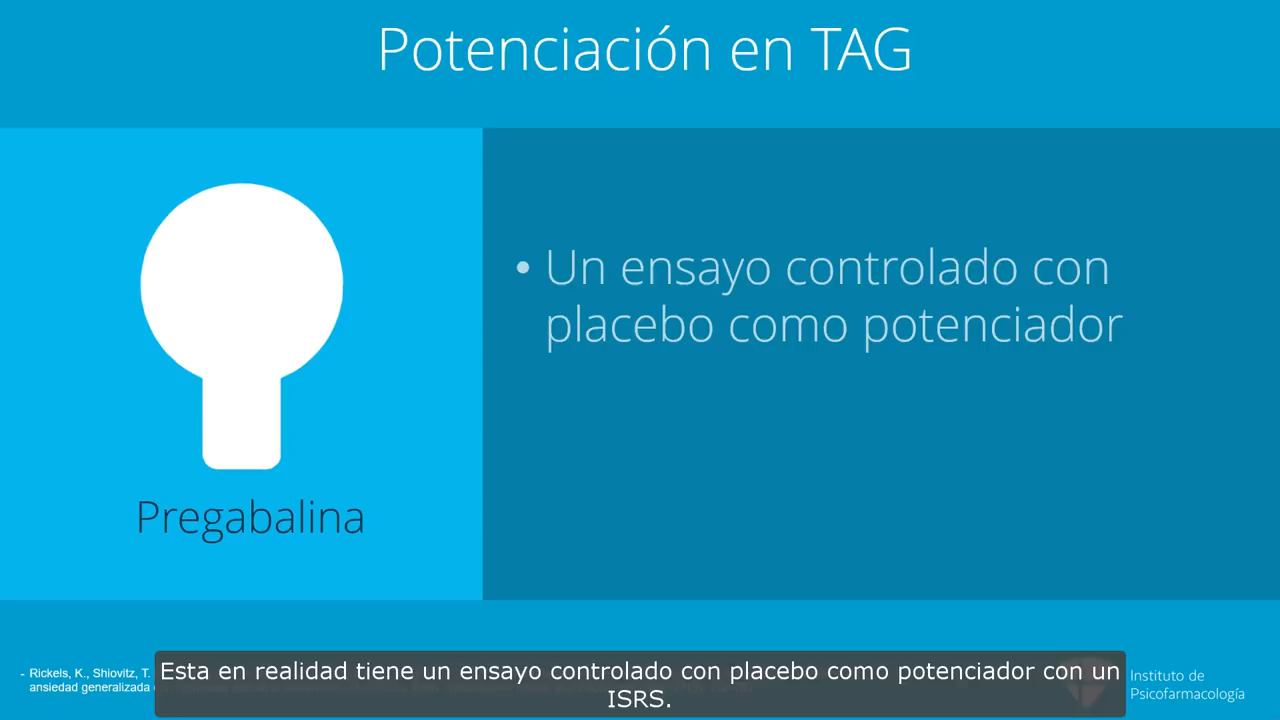 Potenciación en TAG
• Un ensayo controlado con
placebo como potenciador
Pregabalina
- Rickels, K., Shiovitz, T.
ansiedad generalizada
Esta en realidad tiene un ensayo controlado con placebo como potenciador con un
ISRS.
Instituto de
Psicofarmacología